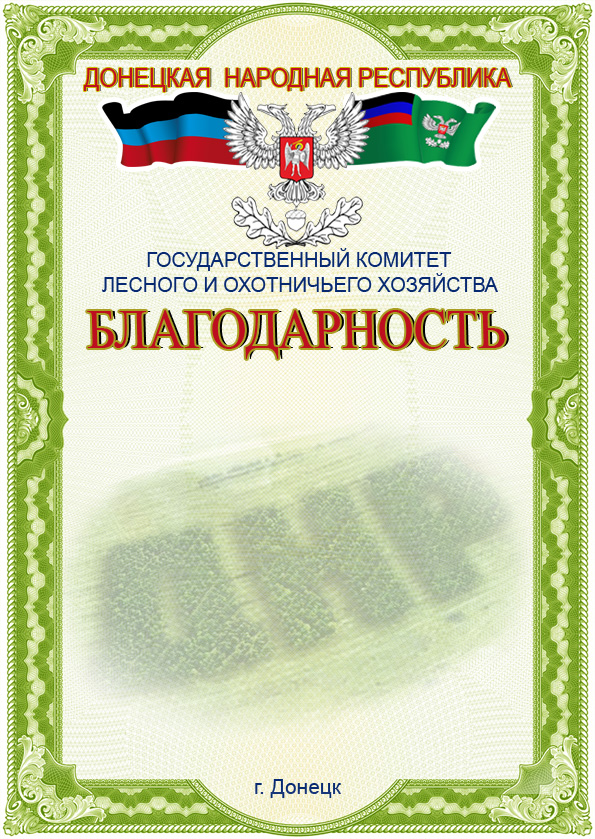 ДОНЕЦКАЯ НАРОДНАЯ РЕСПУБЛИКА
ГОСУДАРСТВЕННЫЙ КОМИТЕТ
ЛЕСНОГО И ОХОТНИЧЬЕГО ХОЗЯЙСТВА
БЛАГОДАРНОСТЬ
ДНР
г. Донецк